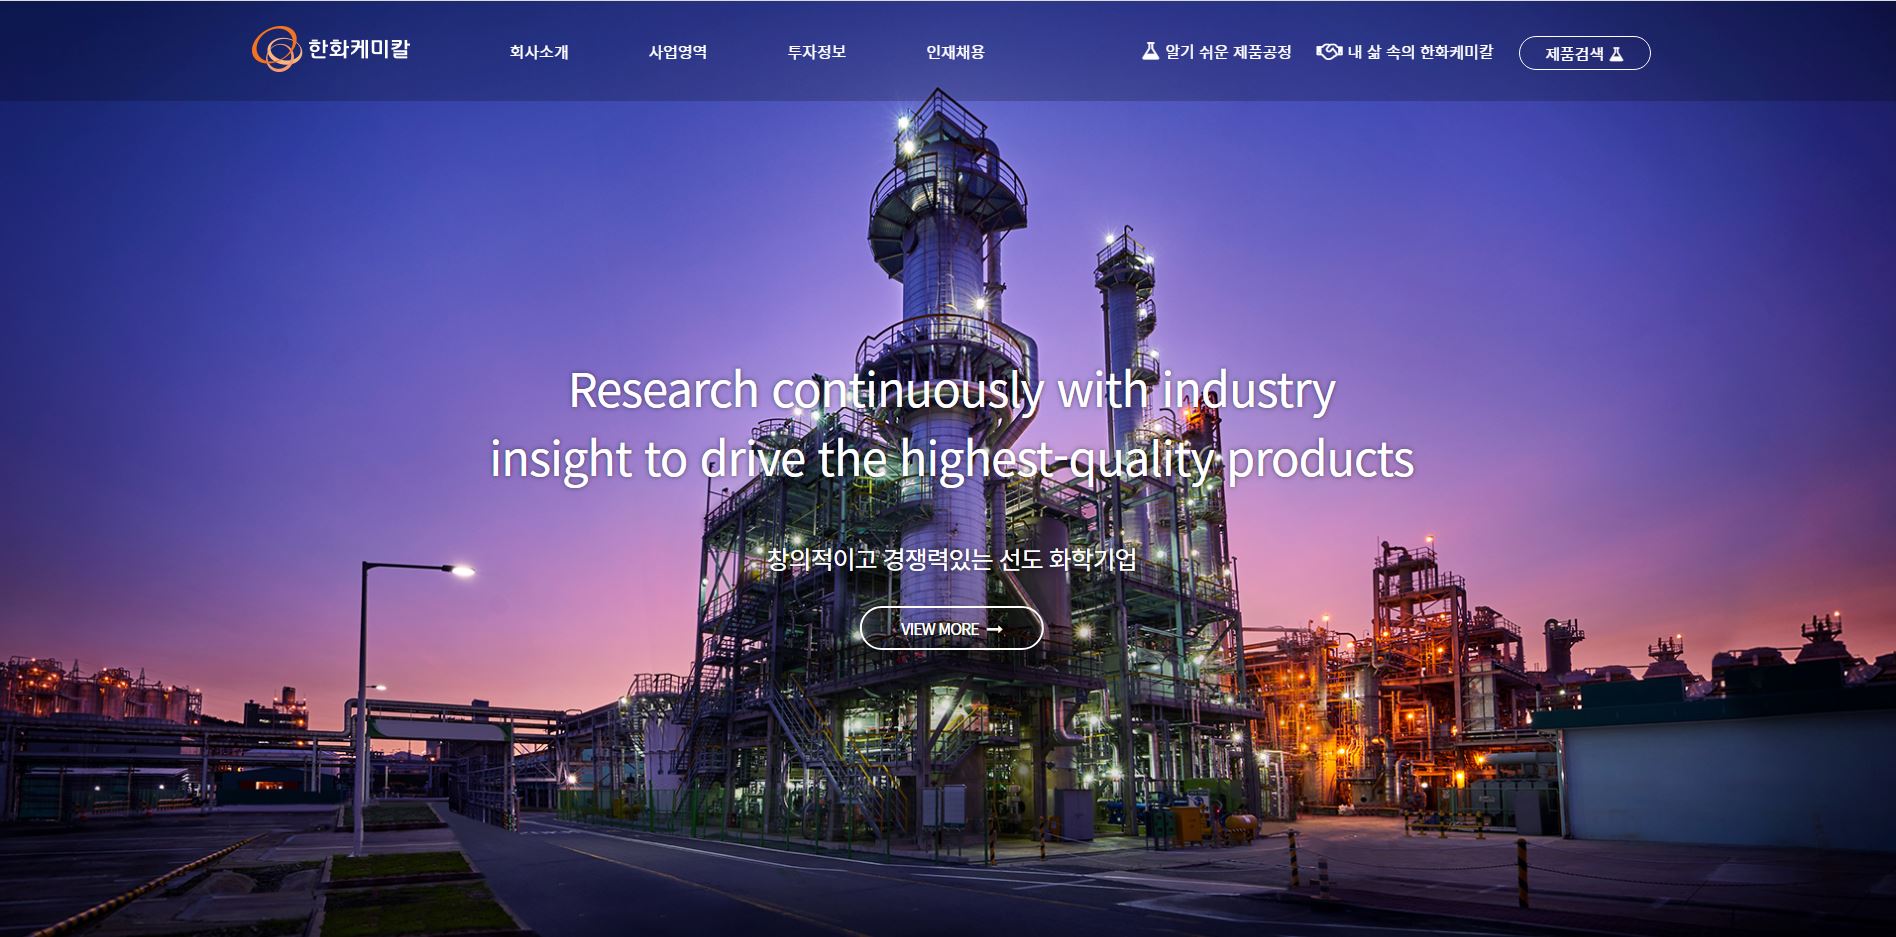 한화케미칼
회사소개
사업영역
투자정보
인재채용
알기 쉬운 제품공정
내 삶 속의 한화케미칼
제품검색
Research continuously with industry
insight to drive the highest-quality products
창의적이고 경쟁력있는 선도 화학기업
VIEW MORE